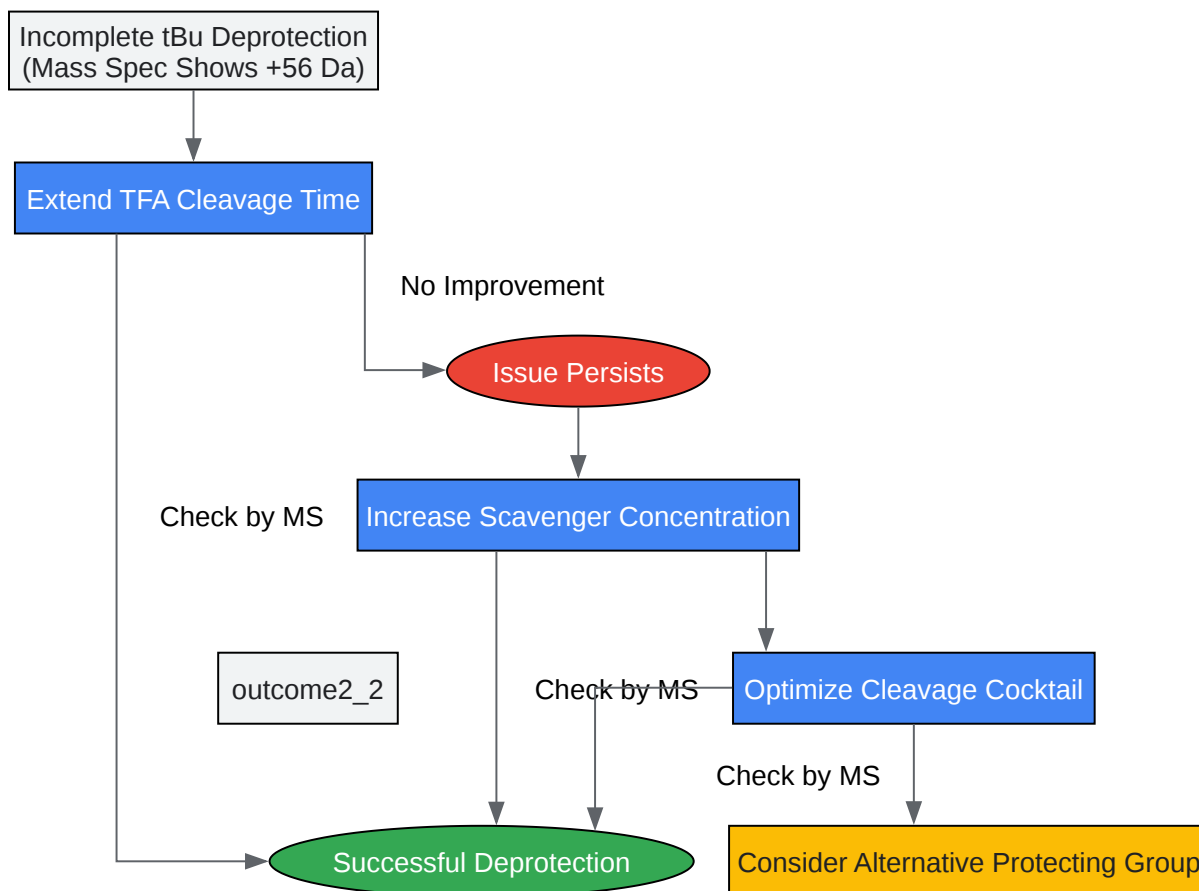 Incomplete tBu Deprotection
(Mass Spec Shows +56 Da)
Extend TFA Cleavage Time
No Improvement
Issue Persists
Check by MS
Increase Scavenger Concentration
outcome2_2
Check by MS
Optimize Cleavage Cocktail
Check by MS
Successful Deprotection
Consider Alternative Protecting Group